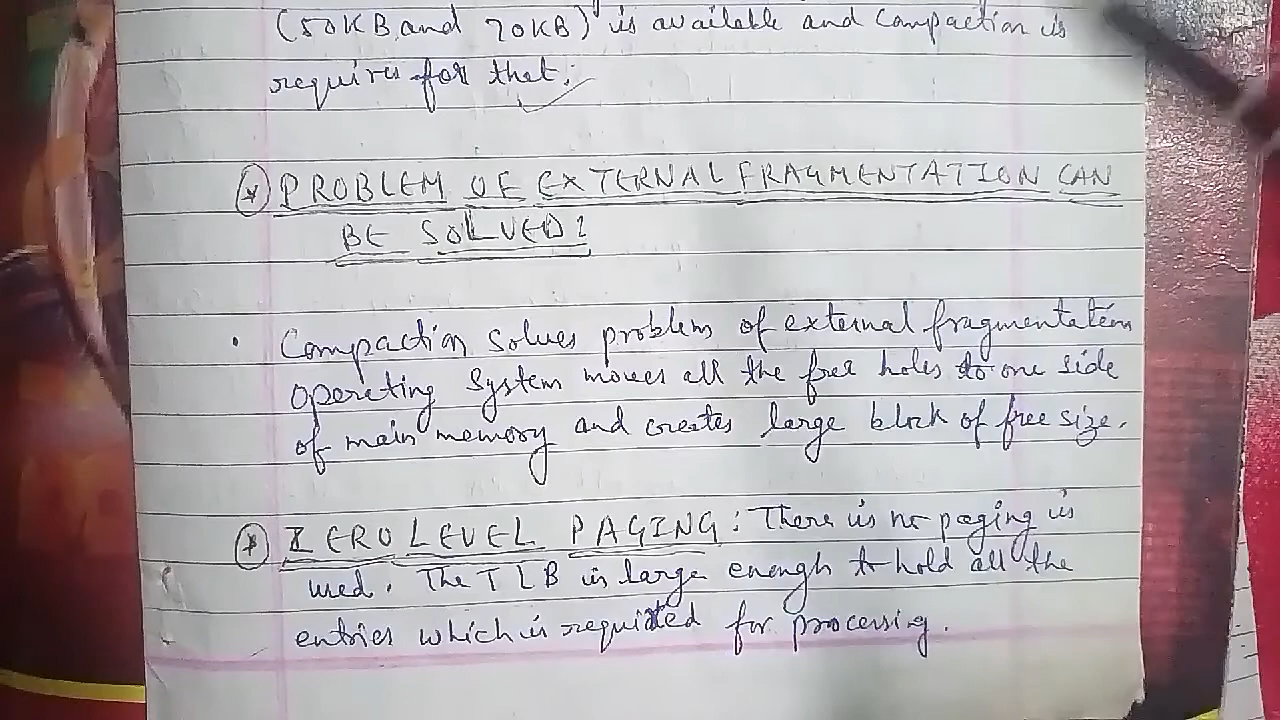 (50KB and 70KB) is available and compaction is
requires for that.
* PROBLEM OF EXTERNAL FRAGMENTATION CAN
BE SOLVED?
• Compaction solves problem of external fragmentation
operating system moves all the free holes to one side
of main memory and creates large block of free size.
* ZERO LEVEL PAGING: There is no paging is
used. The TLB is large enough to hold all the
entries which is required for processing.